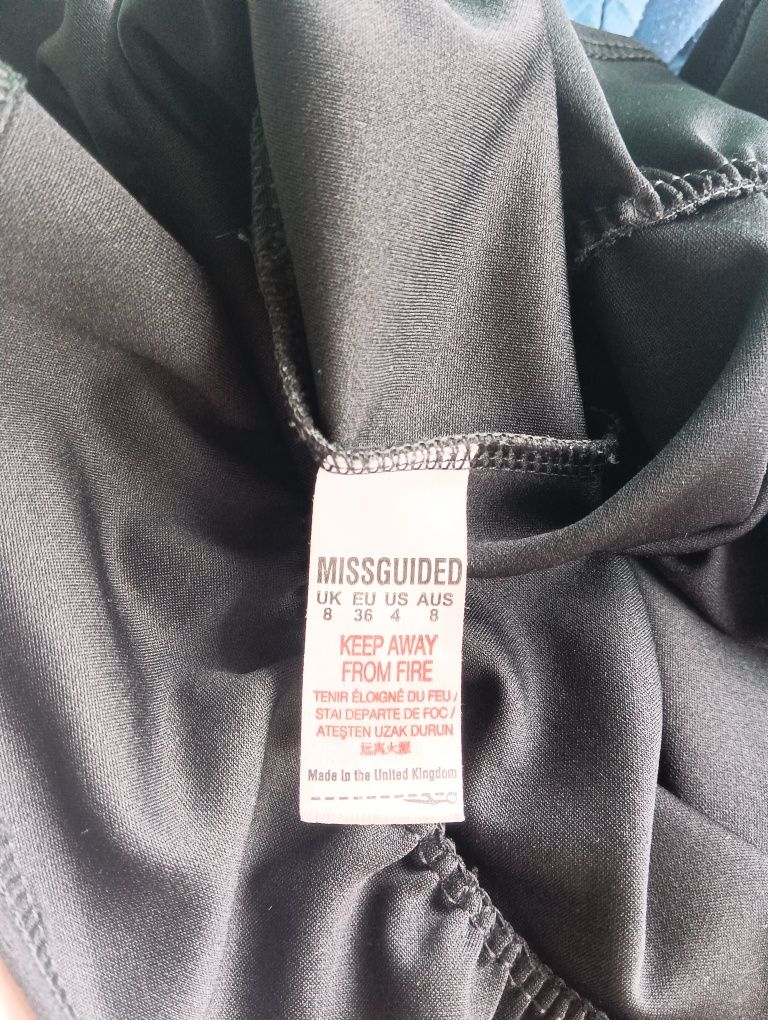 MISSGUIDED
UK EU US AUS
8 36 4 8
KEEP AWAY
FROM FIRE
TENIR ÉLOIGNÉ DU FEU /
STAI DEPARTE DE FOC /
ATEŞTEN UZAK DURUN
远离火源
Made in the United Kingdom